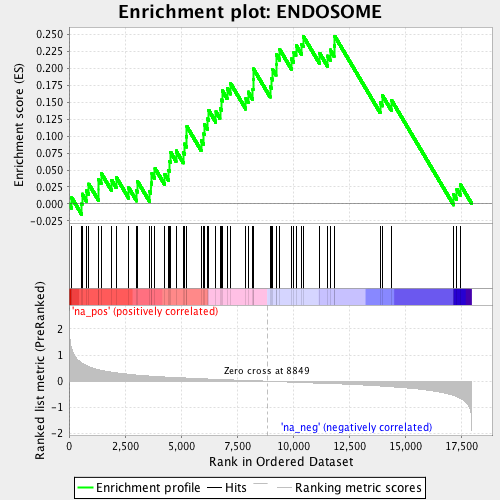 Enrichment plot: ENDOSOME
Enrichment score (ES)
0.250
0.225
0.200
0.175
0.150
0.125
0.100
0.075
0.050
0.025
0.000
-0.025
'na_pos' (positively correlated)
Ranked list metric (PreRanked)
2
1
0
-1
-2
Zero cross at 8849
'na_neg' (negatively correlated)
0
2,500
5,000
7,500
10,000
12,500
15,000
17,500
Rank in Ordered Dataset
Enrichment profile
Hits
Ranking metric scores